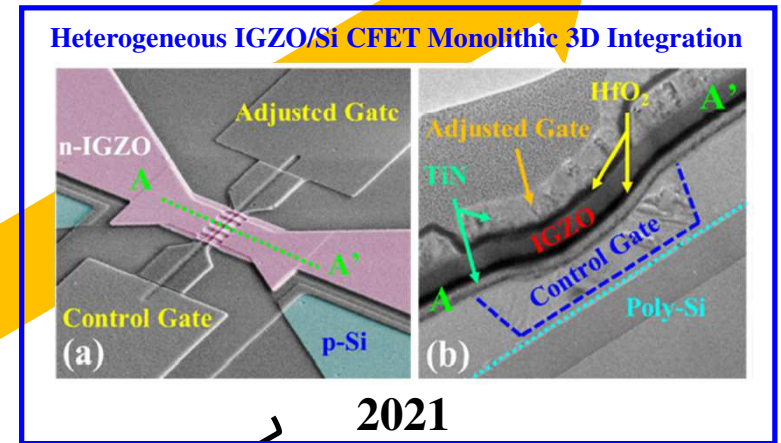 Heterogeneous IGZO/Si CFET Monolithic 3D Integration
Adjusted Gate
n-IGZO
A
A'
Control Gate
p-Si
(a)
HfO2
A'
Adjusted Gate
TiN
IGZO
Control Gate
A
Poly-Si
(b)
2021